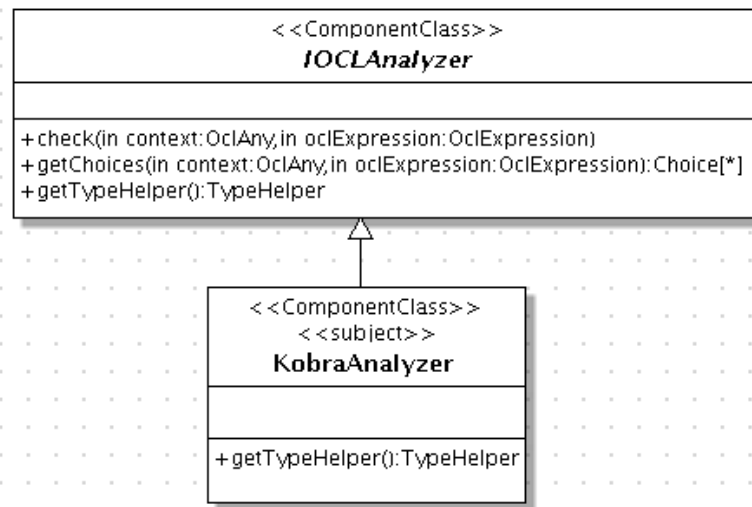 <<ComponentClass>>
IOCLAnalyzer
+check(in context:OclAny,in oclExpression:OclExpression)
+getChoices(in context:OclAny,in oclExpression:OclExpression):Choice[*]
+getTypeHelper():TypeHelper
<<ComponentClass>>
<<subject>>
KobraAnalyzer
+getTypeHelper():TypeHelper